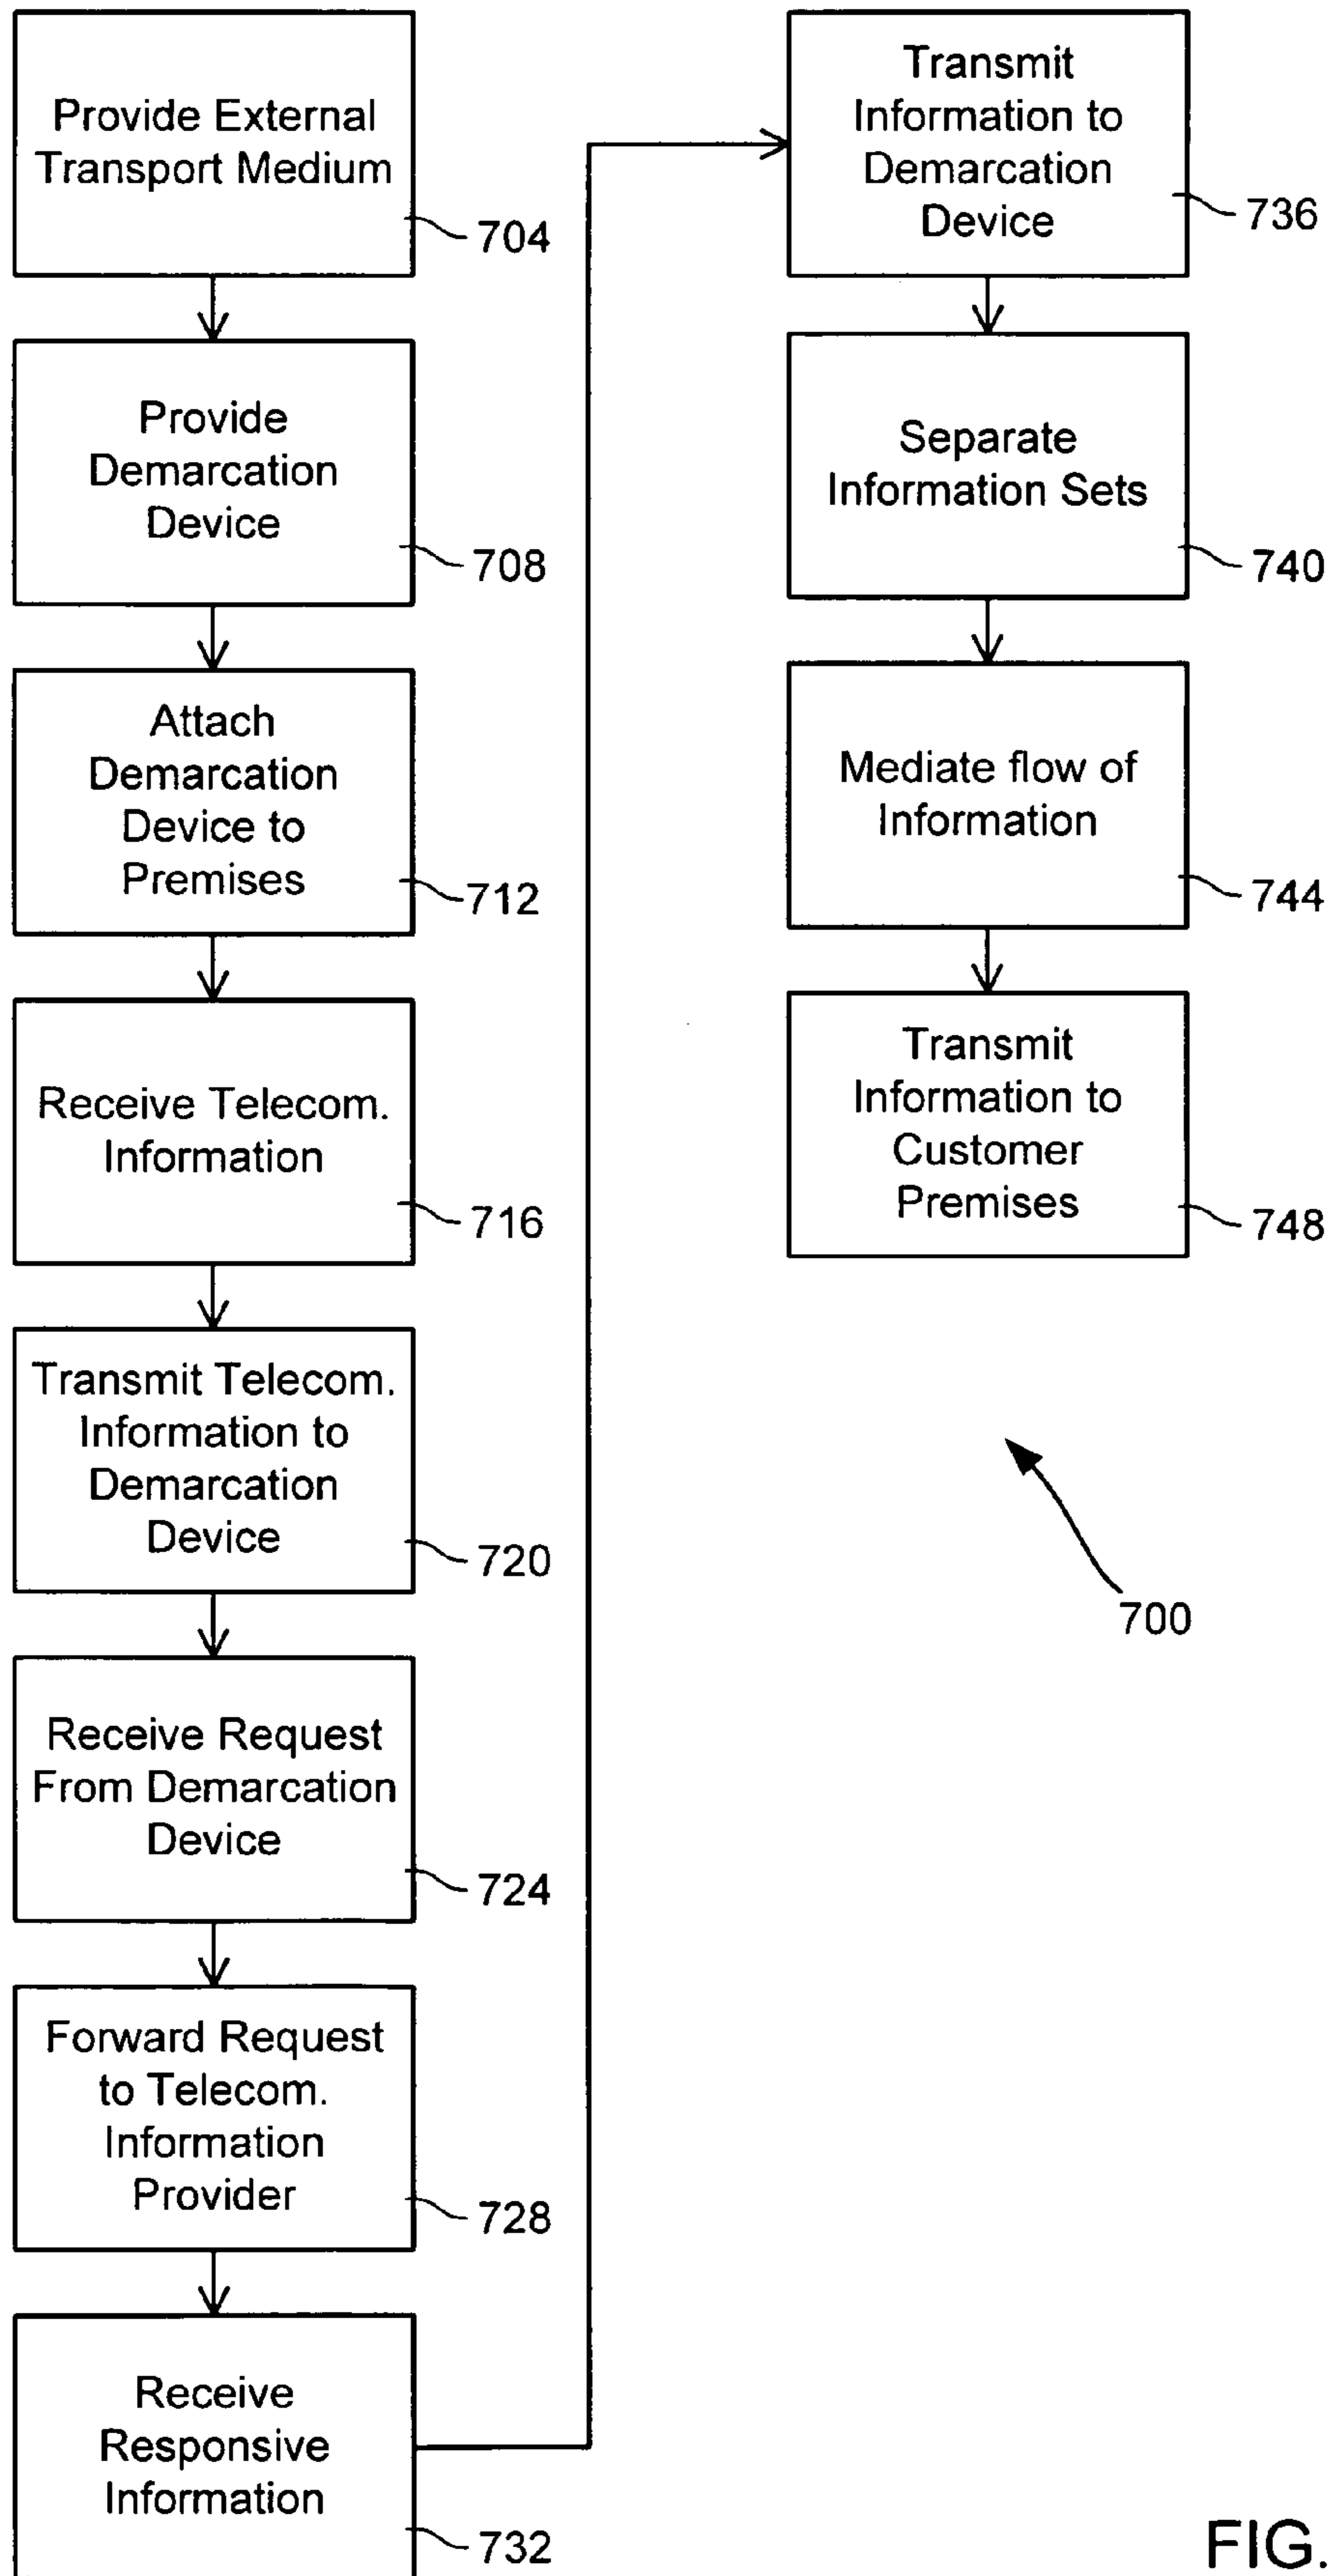 Provide External
Transport Medium
704
Provide
Demarcation
Device
708
Attach
Demarcation
Device to
Premises
712
Receive Telecom.
Information
716
Transmit Telecom.
Information to
Demarcation
Device
720
Receive Request
From Demarcation
Device
724
Forward Request
to Telecom.
Information
Provider
728
Receive
Responsive
Information
732
Transmit
Information to
Demarcation
Device
736
Separate
Information Sets
740
Mediate flow of
Information
744
Transmit
Information to
Customer
Premises
748
700
FIG.